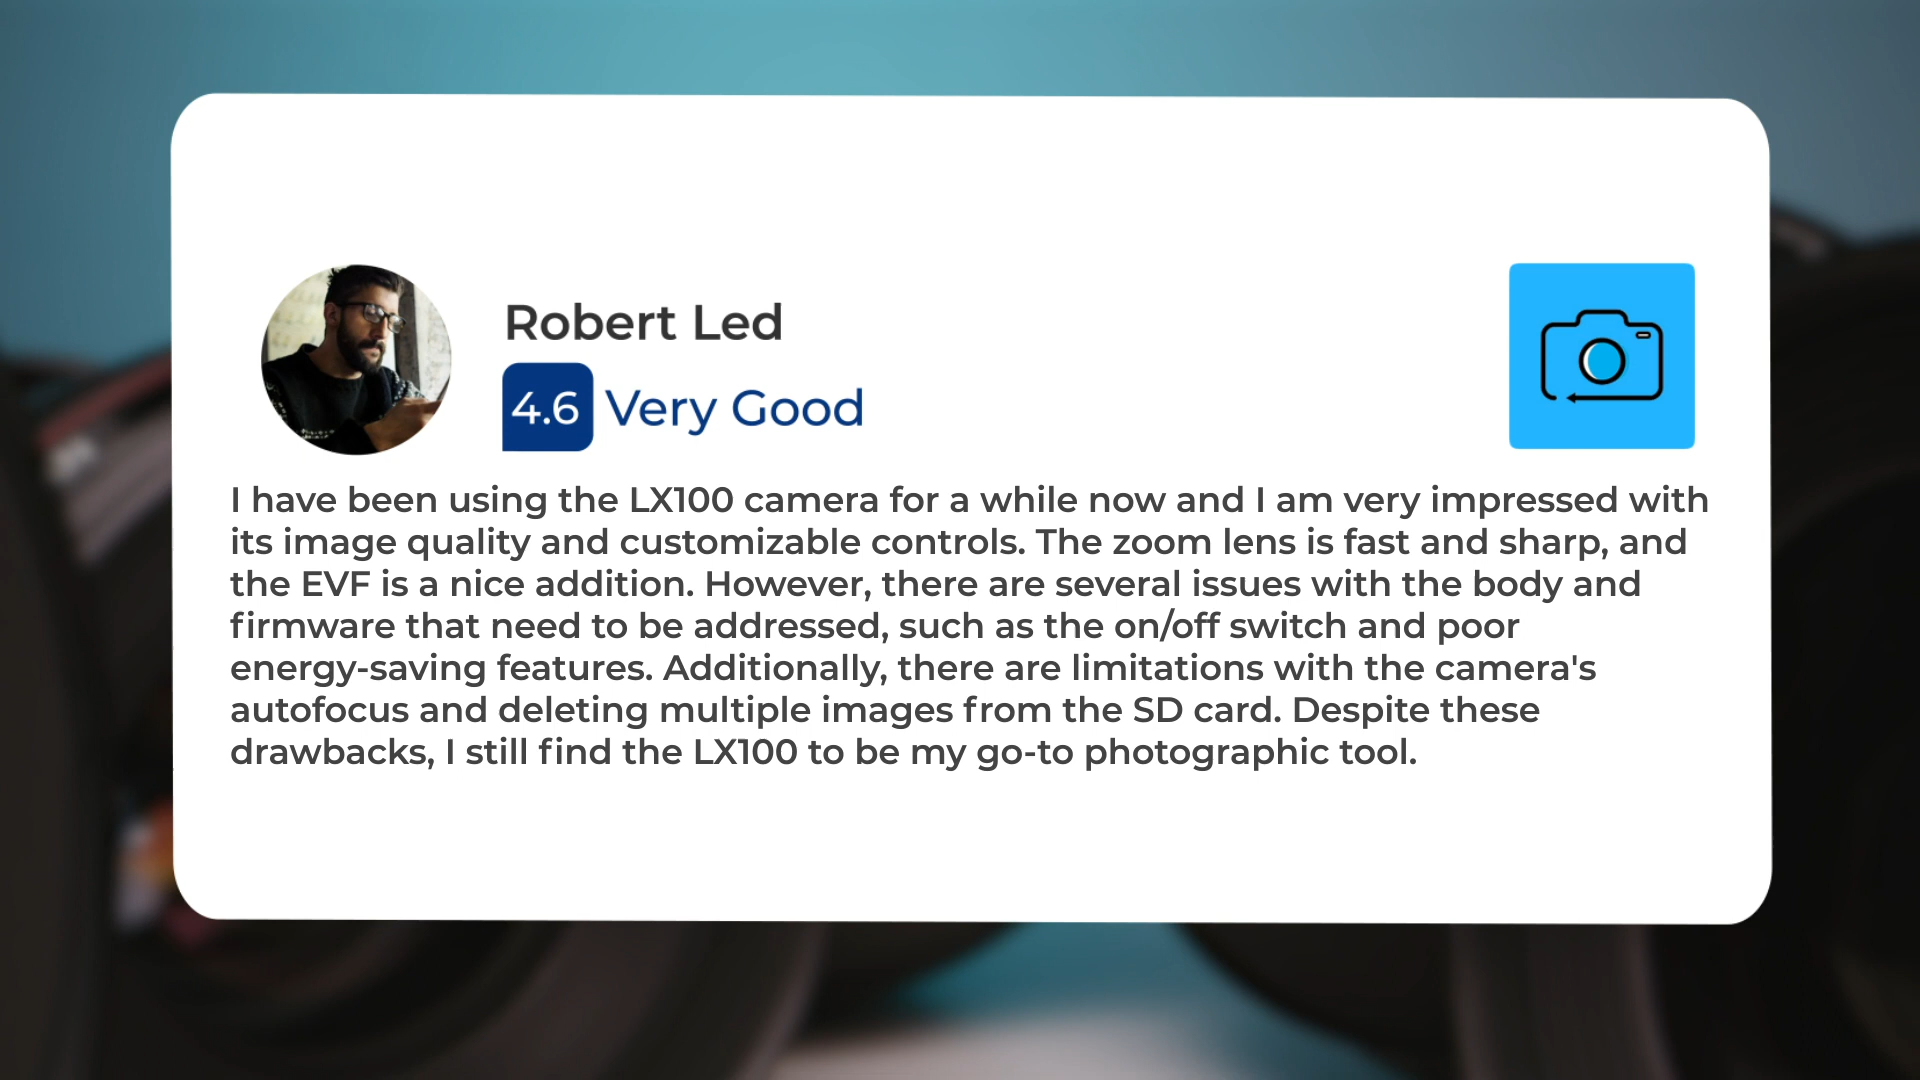 Robert Led
4.6 Very Good
I have been using the LX100 camera for a while now and I am very impressed with
its image quality and customizable controls. The zoom lens is fast and sharp, and
the EVF is a nice addition. However, there are several issues with the body and
firmware that need to be addressed, such as the on/off switch and poor
energy-saving features. Additionally, there are limitations with the camera's
autofocus and deleting multiple images from the SD card. Despite these
drawbacks, I still find the LX100 to be my go-to photographic tool.